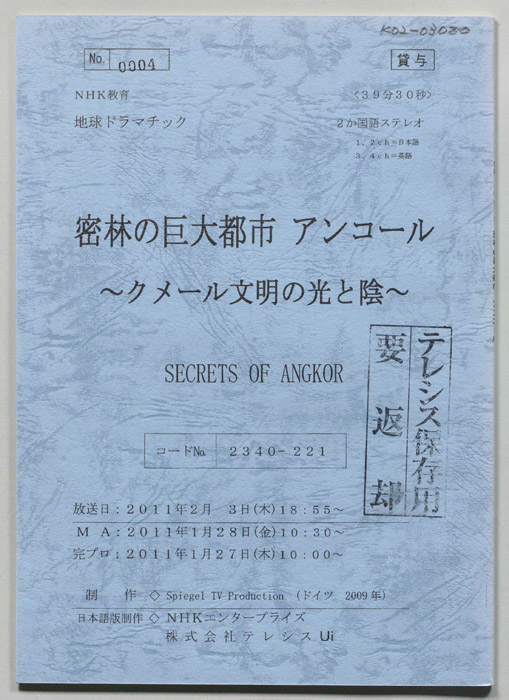 K02-03080
No. 0004
貸与
NHK教育
〈39分30秒〉
地球ドラマチック
2か国語ステレオ
1、2ch=日本語
3、4ch=英語
密林の巨大都市 アンコール
〜クメール文明の光と陰〜
SECRETS OF ANGKOR
テレシス保存用
要返却
コードNo. 2340-221
放送日:2011年2月 3日(木)18:55〜
M A:2011年1月28日(金)10:30〜
完プロ:2011年1月27日(木)10:00〜
制 作 ◇ Spiegel TV Production (ドイツ 2009年)
日本語版制作 ◇ NHKエンタープライズ
株式会社テレシス Ui